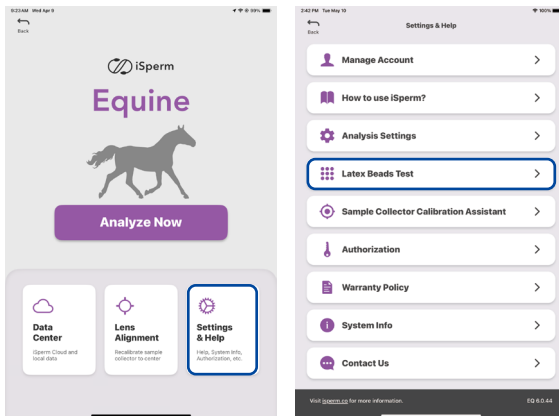 9:23 AM Wed Apr 9
89%
Back
iSperm
Equine
Analyze Now
Data
Center
iSperm Cloud and
local data
Lens
Alignment
Recalibrate sample
collector to center
Settings
& Help
Help, System Info,
Authorization, etc.
2:42 PM Tue May 10
100%
Back
Settings & Help
Manage Account
How to use iSperm?
Analysis Settings
Latex Beads Test
Sample Collector Calibration Assistant
Authorization
Warranty Policy
System Info
Contact Us
Visit isperm.co for more information.
EQ 6.0.44